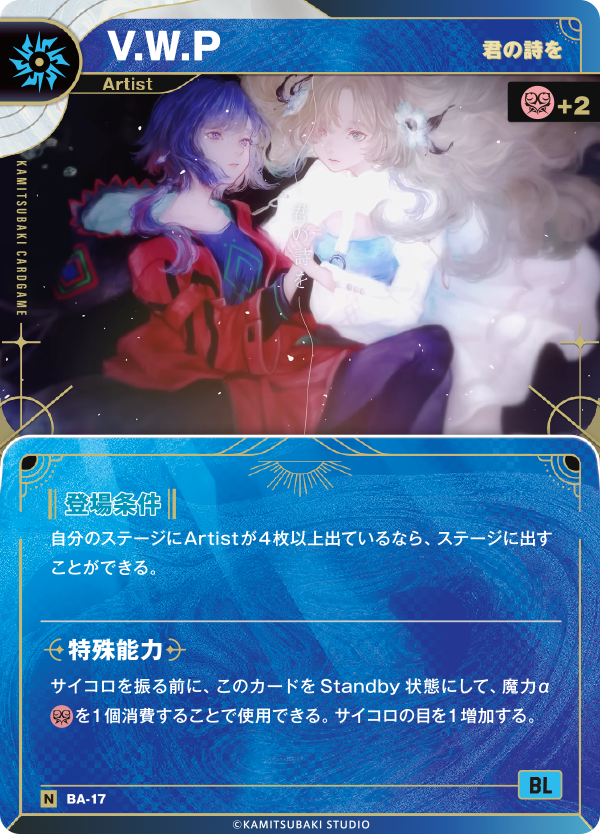 V.W.P
君の詩を
Artist
+2
KAMITSUBAKI CARDGAME
君の詩を
登場条件
自分のステージにArtistが4枚以上出ているなら、ステージに出す
ことができる。
特殊能力
サイコロを振る前に、このカードをStandby 状態にして、魔力α
を1個消費することで使用できる。サイコロの目を1増加する。
BL
N BA-17
©KAMITSUBAKI STUDIO